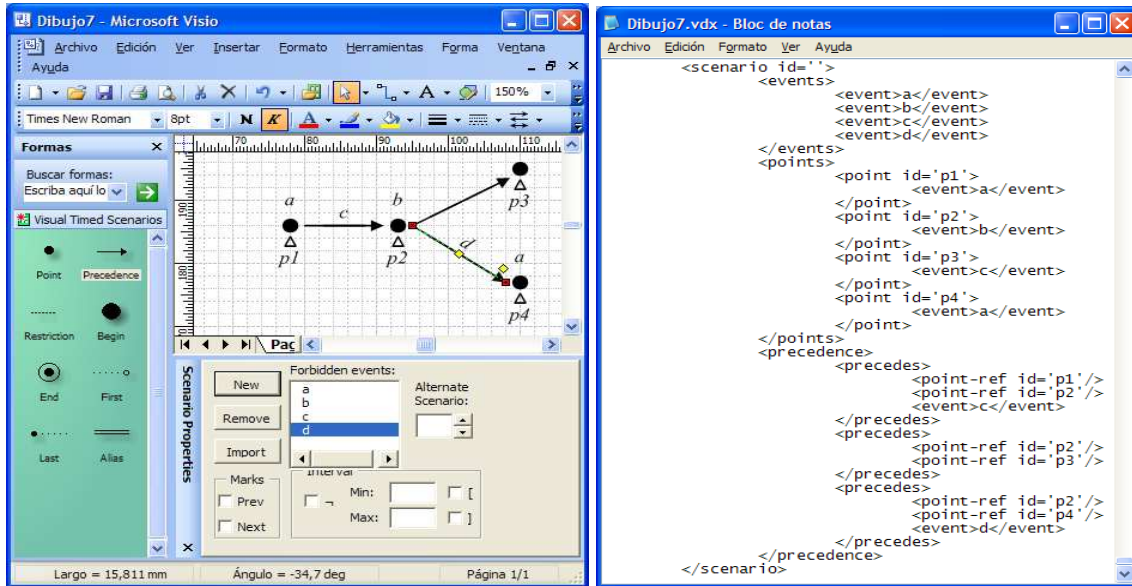 Dibujo7 - Microsoft Visio
Archivo Edición Ver Insertar Formato Herramientas Forma Ventana
Ayuda
150%
Times New Roman 8pt N K A
Formas
Buscar formas:
Escriba aquí lo
Visual Timed Scenarios
Point Precedence
Restriction Begin
End First
Last Alias
70 80 90 100 110
a
c
b
p1
p2
p3
d
a
p4
Pág
Scenario Properties
New
Remove
Import
Marks
Prev
Next
Forbidden events:
a
b
c
d
Alternate
Scenario:
Interval
¬
Min:
[
Max:
]
Largo = 15,811 mm Ángulo = -34,7 deg Página 1/1
Dibujo7.vdx - Bloc de notas
Archivo Edición Formato Ver Ayuda
<scenario id=''>
<events>
<event>a</event>
<event>b</event>
<event>c</event>
<event>d</event>
</events>
<points>
<point id='p1'>
<event>a</event>
</point>
<point id='p2'>
<event>b</event>
</point>
<point id='p3'>
<event>c</event>
</point>
<point id='p4'>
<event>a</event>
</point>
</points>
<precedence>
<precedes>
<point-ref id='p1'/>
<point-ref id='p2'/>
<event>c</event>
</precedes>
<precedes>
<point-ref id='p2'/>
<point-ref id='p3'/>
</precedes>
<precedes>
<point-ref id='p2'/>
<point-ref id='p4'/>
<event>d</event>
</precedes>
</precedence>
</scenario>